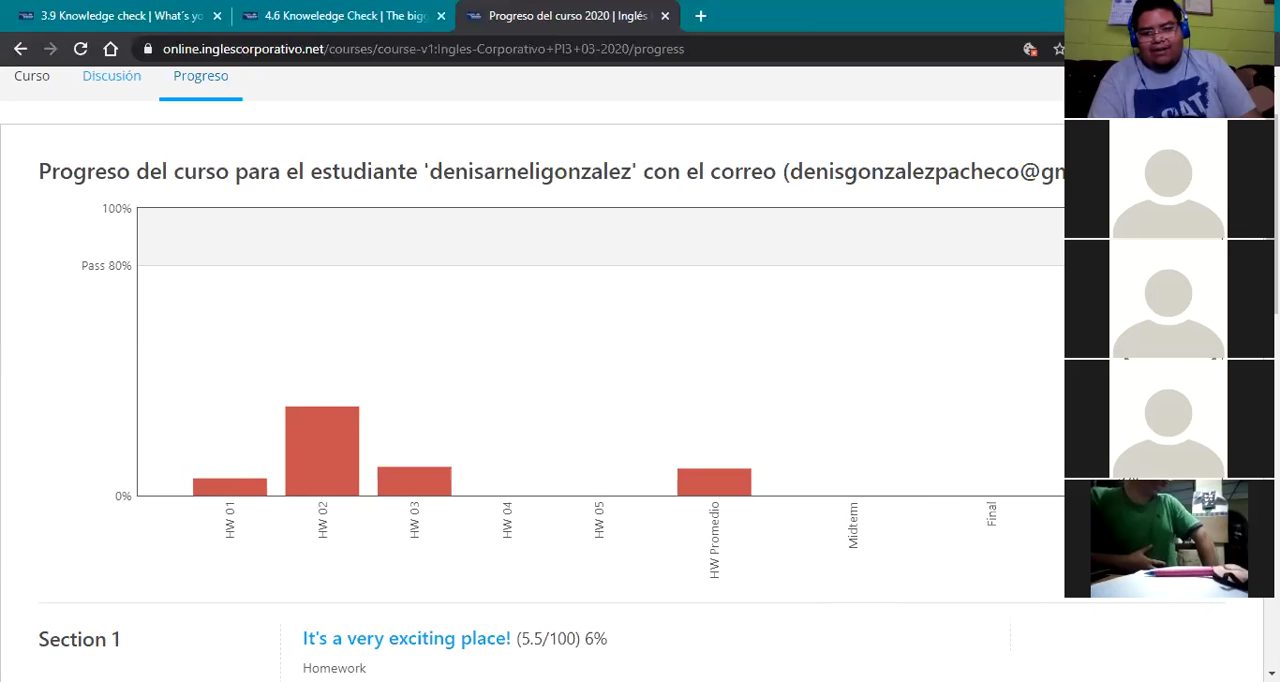 3.9 Knowledge check | What´s yo
4.6 Knoweledge Check | The bigg
Progreso del curso 2020 | Inglés
online.inglescorporativo.net/courses/course-v1:Ingles-Corporativo+PI3+03-2020/progress
Curso
Discusión
Progreso
Progreso del curso para el estudiante 'denisarneligonzalez' con el correo (denisgonzalezpacheco@gm
100%
Pass 80%
0%
HW 01
HW 02
HW 03
HW 04
HW 05
HW Promedio
Midterm
Final
Section 1
It's a very exciting place! (5.5/100) 6%
Homework